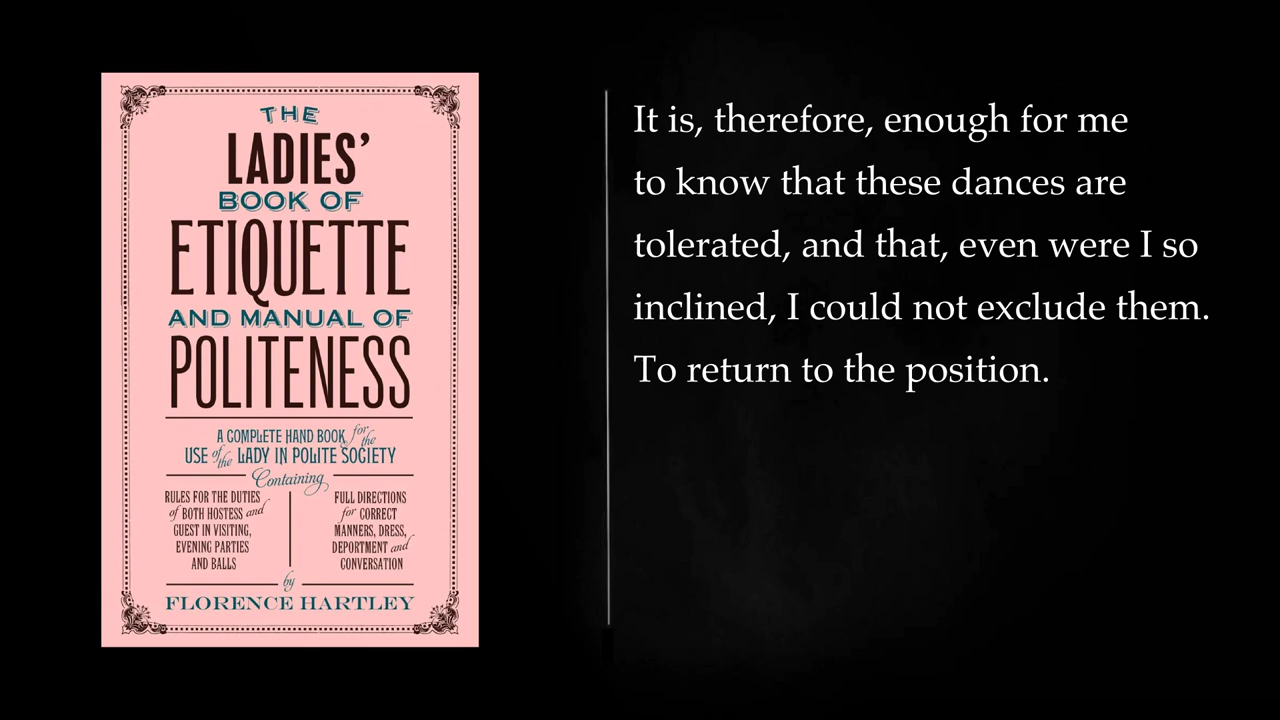 THE
LADIES'
BOOK OF
ETIQUETTE
AND MANUAL OF
POLITENESS
A COMPLETE HAND BOOK for the
USE of the LADY IN POLITE SOCIETY
Containing
RULES FOR THE DUTIES
of BOTH HOSTESS and
GUEST IN VISITING,
EVENING PARTIES
AND BALLS
FULL DIRECTIONS
for CORRECT
MANNERS, DRESS,
DEPORTMENT and
CONVERSATION
by
FLORENCE HARTLEY
It is, therefore, enough for me
to know that these dances are
tolerated, and that, even were I so
inclined, I could not exclude them.
To return to the position.